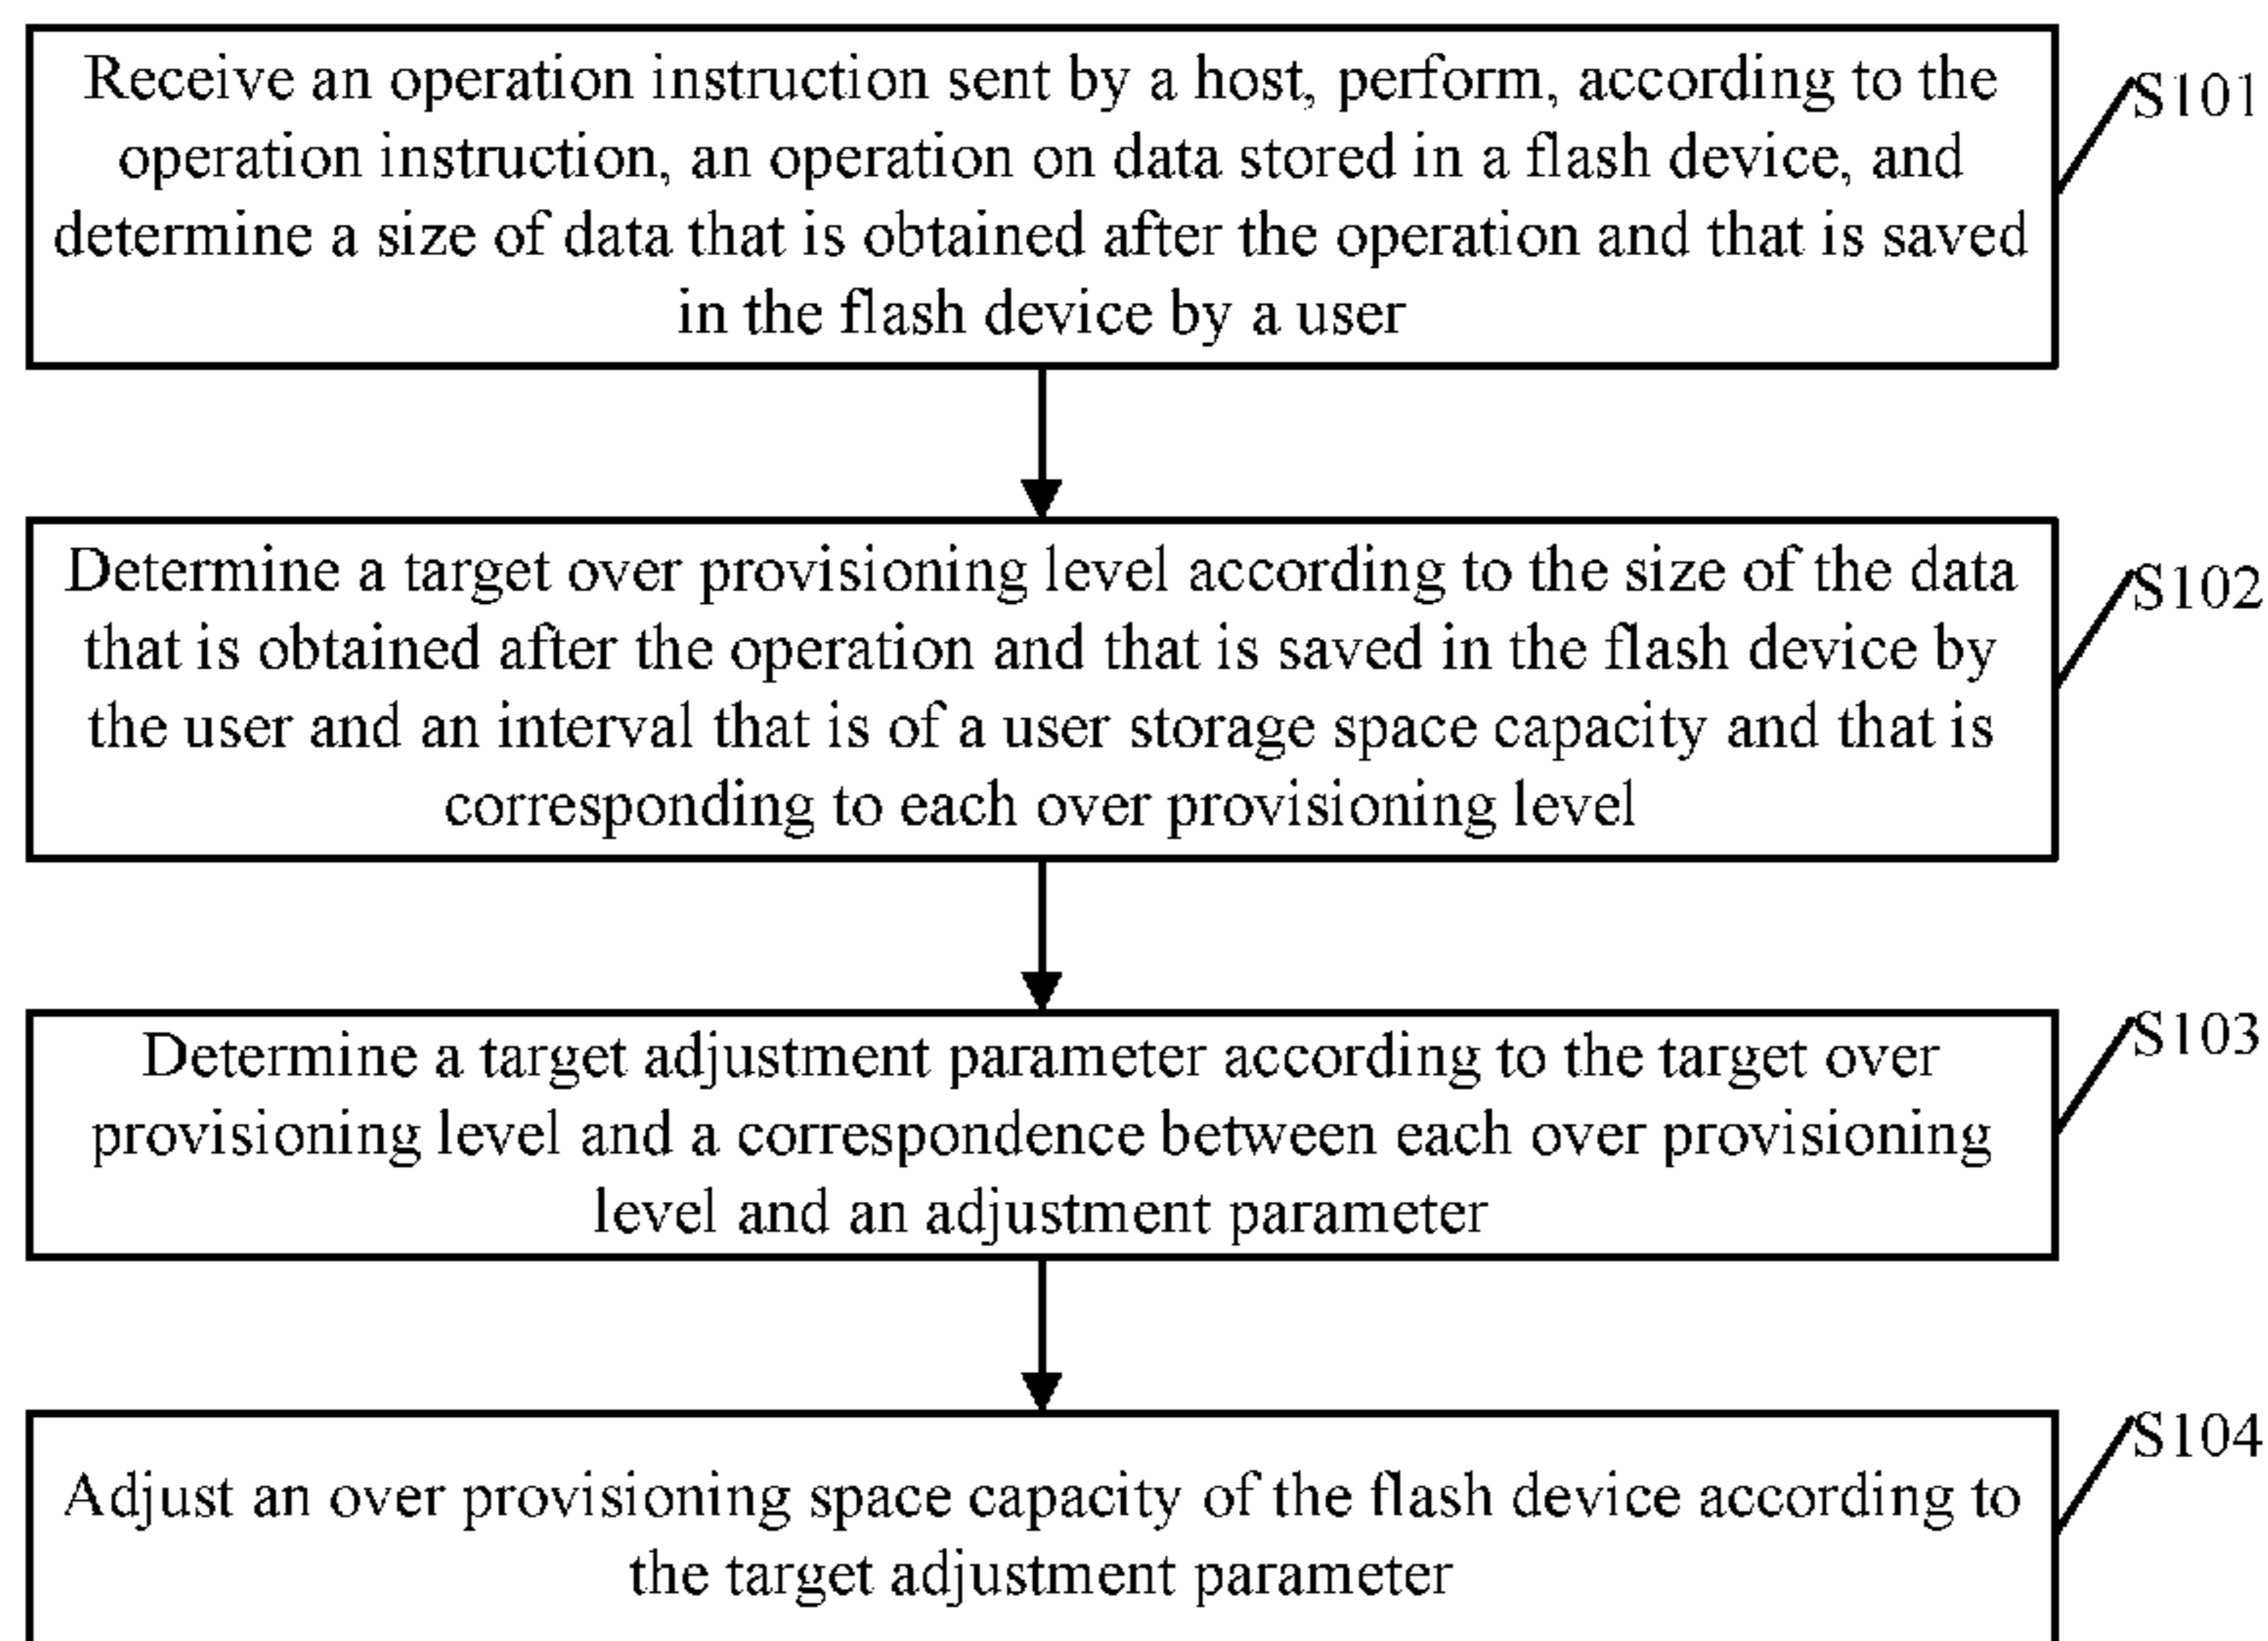 Receive an operation instruction sent by a host, perform, according to the
operation instruction, an operation on data stored in a flash device, and
determine a size of data that is obtained after the operation and that is saved
in the flash device by a user
S101
Determine a target over provisioning level according to the size of the data
that is obtained after the operation and that is saved in the flash device by
the user and an interval that is of a user storage space capacity and that is
corresponding to each over provisioning level
S102
Determine a target adjustment parameter according to the target over
provisioning level and a correspondence between each over provisioning
level and an adjustment parameter
S103
Adjust an over provisioning space capacity of the flash device according to
the target adjustment parameter
S104